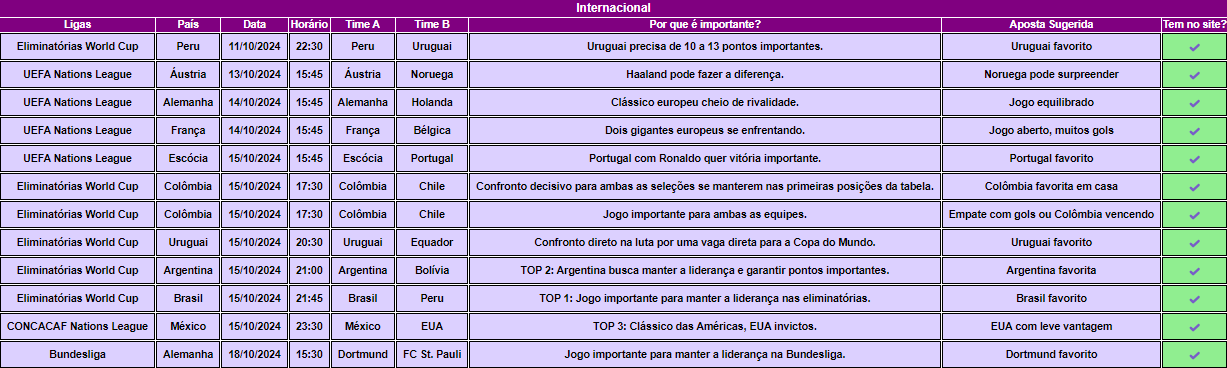 Internacional
Ligas País Data Horário Time A Time B Por que é importante? Aposta Sugerida Tem no site?
Eliminatórias World Cup Peru 11/10/2024 22:30 Peru Uruguai Uruguai precisa de 10 a 13 pontos importantes. Uruguai favorito ✓
UEFA Nations League Áustria 13/10/2024 15:45 Áustria Noruega Haaland pode fazer a diferença. Noruega pode surpreender ✓
UEFA Nations League Alemanha 14/10/2024 15:45 Alemanha Holanda Clássico europeu cheio de rivalidade. Jogo equilibrado ✓
UEFA Nations League França 14/10/2024 15:45 França Bélgica Dois gigantes europeus se enfrentando. Jogo aberto, muitos gols ✓
UEFA Nations League Escócia 15/10/2024 15:45 Escócia Portugal Portugal com Ronaldo quer vitória importante. Portugal favorito ✓
Eliminatórias World Cup Colômbia 15/10/2024 17:30 Colômbia Chile Confronto decisivo para ambas as seleções se manterem nas primeiras posições da tabela. Colômbia favorita em casa ✓
Eliminatórias World Cup Colômbia 15/10/2024 17:30 Colômbia Chile Jogo importante para ambas as equipes. Empate com gols ou Colômbia vencendo ✓
Eliminatórias World Cup Uruguai 15/10/2024 20:30 Uruguai Equador Confronto direto na luta por uma vaga direta para a Copa do Mundo. Uruguai favorito ✓
Eliminatórias World Cup Argentina 15/10/2024 21:00 Argentina Bolívia TOP 2: Argentina busca manter a liderança e garantir pontos importantes. Argentina favorita ✓
Eliminatórias World Cup Brasil 15/10/2024 21:45 Brasil Peru TOP 1: Jogo importante para manter a liderança nas eliminatórias. Brasil favorito ✓
CONCACAF Nations League México 15/10/2024 23:30 México EUA TOP 3: Clássico das Américas, EUA invictos. EUA com leve vantagem ✓
Bundesliga Alemanha 18/10/2024 15:30 Dortmund FC St. Pauli Jogo importante para manter a liderança na Bundesliga. Dortmund favorito ✓